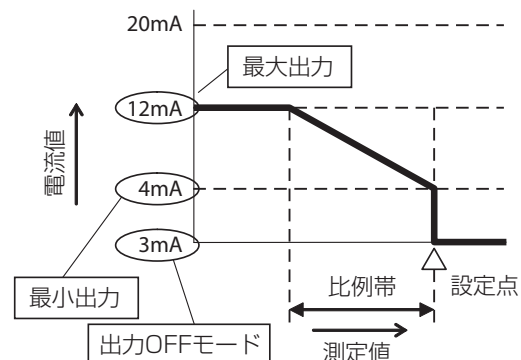 20mA
最大出力
12mA
電流値
4mA
3mA
最小出力
比例帯
設定点
出力OFFモード
測定値